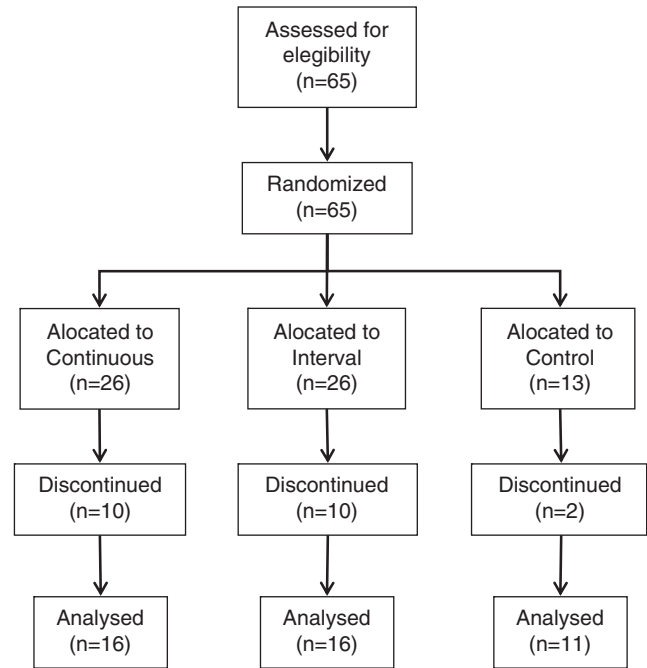 Assessed for
elegibility
(n=65)
Randomized
(n=65)
Alocated to
Continuous
(n=26)
Alocated to
Interval
(n=26)
Alocated to
Control
(n=13)
Discontinued
(n=10)
Discontinued
(n=10)
Discontinued
(n=2)
Analysed
(n=16)
Analysed
(n=16)
Analysed
(n=11)